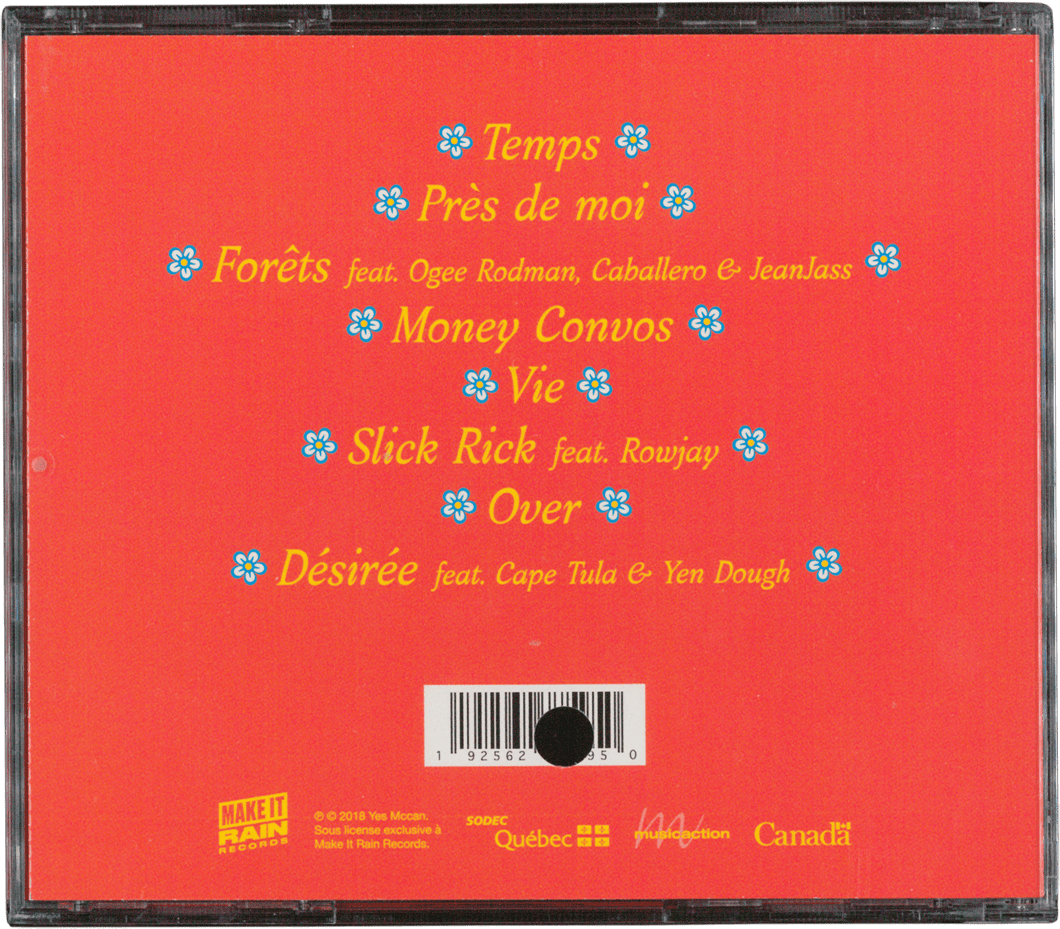 Temps
Près de moi
Forêts feat. Ogee Rodman, Caballero & JeanJass
Money Convos
Vie
Slick Rick feat. Rowjay
Over
Désirée feat. Cape Tula & Yen Dough
1 92562 95 0
MAKE IT
RAIN
RECORDS
℗ © 2018 Yes Mccan.
Sous license exclusive à
Make It Rain Records.
SODEC
Québec
musicaction
Canada